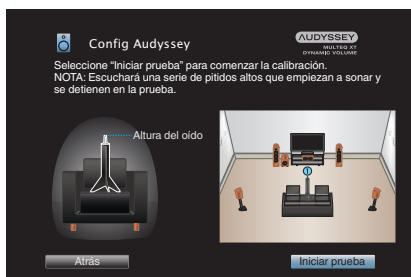 Config Audyssey
AUDYSSEY
MULTEQ XT
DYNAMIC VOLUME
Seleccione "Iniciar prueba" para comenzar la calibración.
NOTA: Escuchará una serie de pitidos altos que empiezan a sonar y
se detienen en la prueba.
Altura del oído
1
Atrás
Iniciar prueba